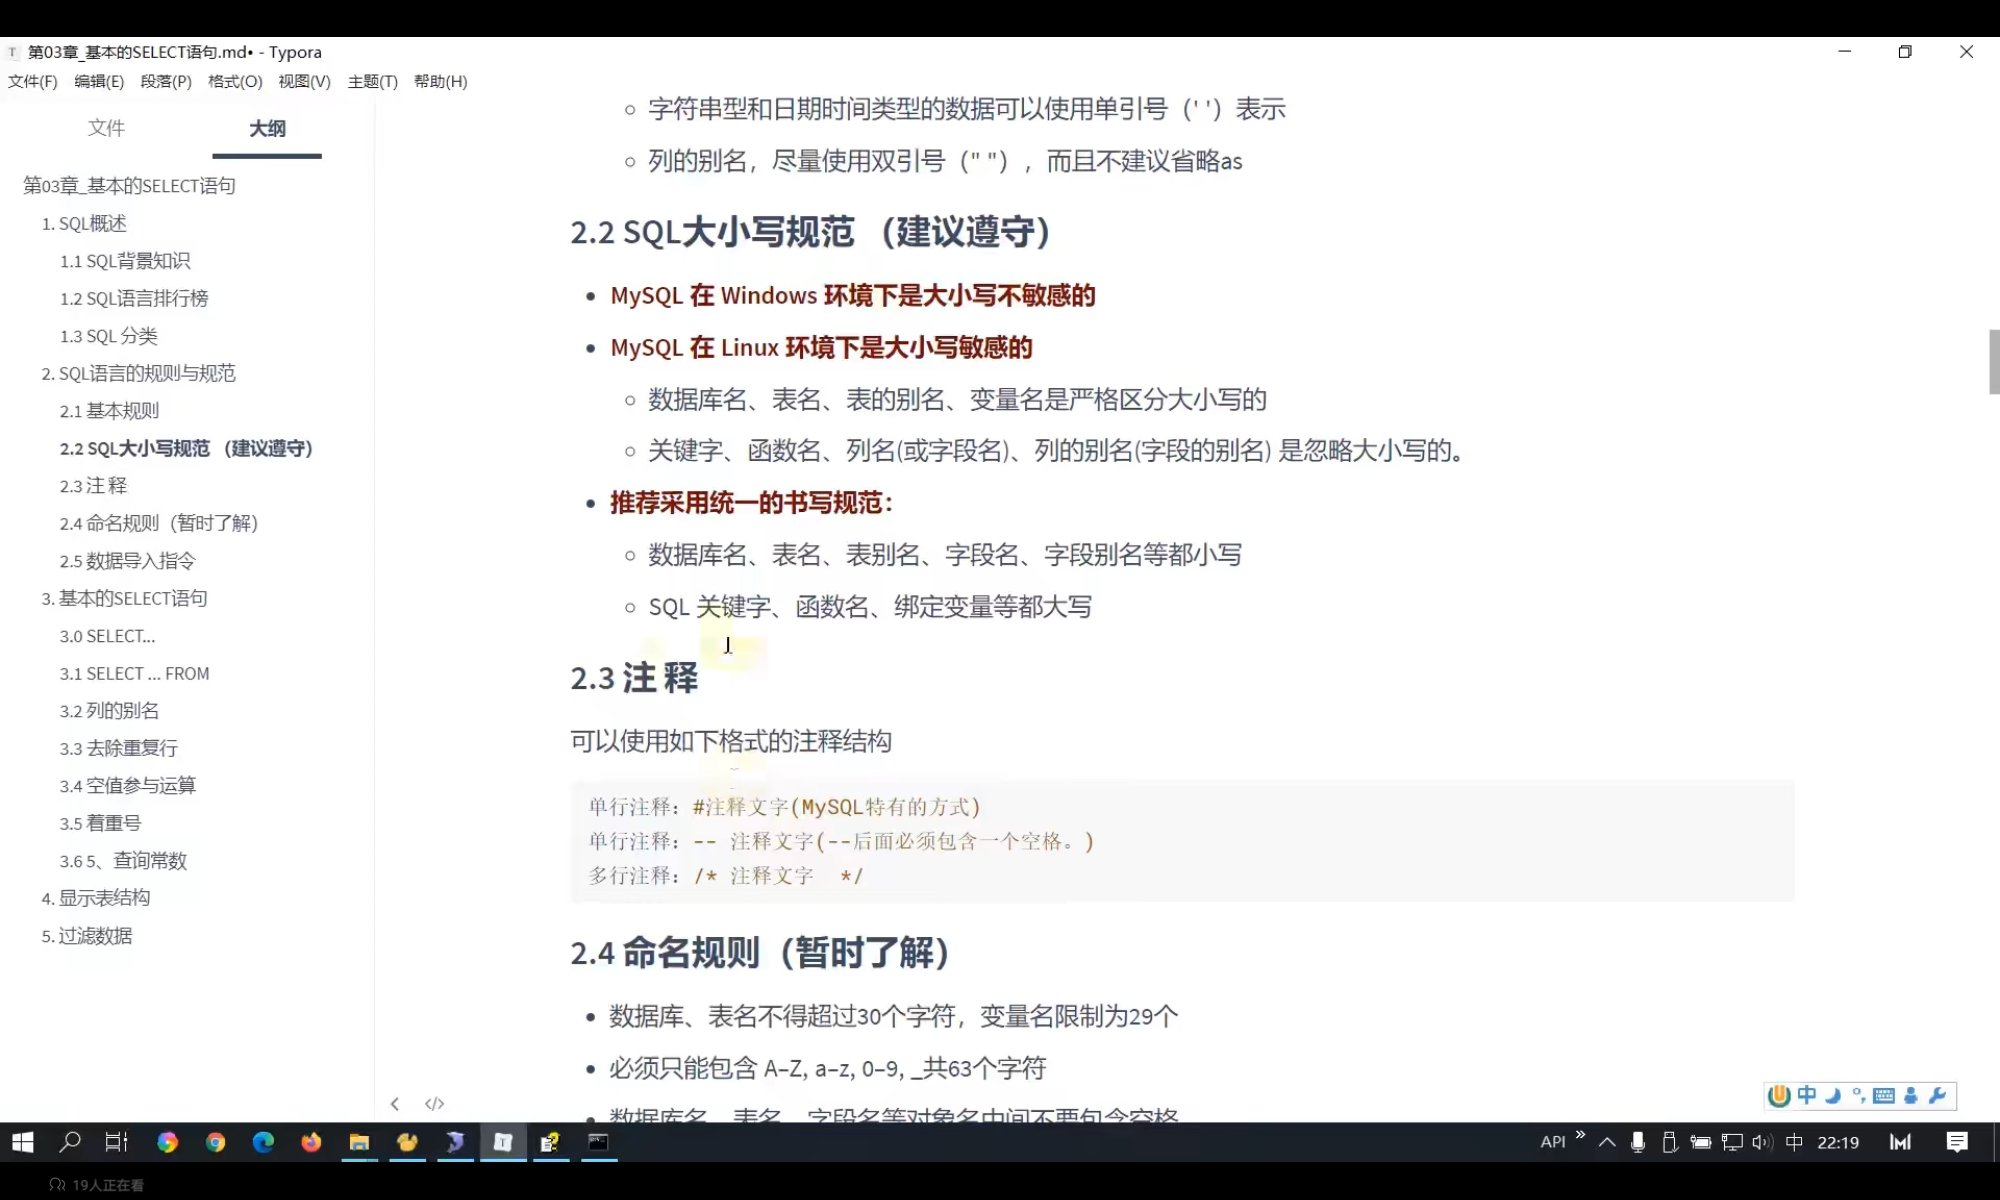 第03章_基本的SELECT语句.md• - Typora
文件(F) 编辑(E) 段落(P) 格式(O) 视图(V) 主题(T) 帮助(H)
文件 大纲
第03章_基本的SELECT语句
1. SQL概述
1.1 SQL背景知识
1.2 SQL语言排行榜
1.3 SQL 分类
2. SQL语言的规则与规范
2.1 基本规则
2.2 SQL大小写规范 （建议遵守）
2.3 注 释
2.4 命名规则（暂时了解）
2.5 数据导入指令
3. 基本的SELECT语句
3.0 SELECT...
3.1 SELECT ... FROM
3.2 列的别名
3.3 去除重复行
3.4 空值参与运算
3.5 着重号
3.6 5、查询常数
4. 显示表结构
5. 过滤数据
字符串型和日期时间类型的数据可以使用单引号（' '）表示
列的别名，尽量使用双引号（" "），而且不建议省略as
2.2 SQL大小写规范 （建议遵守）
MySQL 在 Windows 环境下是大小写不敏感的
MySQL 在 Linux 环境下是大小写敏感的
数据库名、表名、表的别名、变量名是严格区分大小写的
关键字、函数名、列名(或字段名)、列的别名(字段的别名) 是忽略大小写的。
推荐采用统一的书写规范：
数据库名、表名、表别名、字段名、字段别名等都小写
SQL 关键字、函数名、绑定变量等都大写
2.3 注 释
可以使用如下格式的注释结构
单行注释：#注释文字(MySQL特有的方式)
单行注释：-- 注释文字(--后面必须包含一个空格。)
多行注释：/* 注释文字  */
2.4 命名规则（暂时了解）
数据库、表名不得超过30个字符，变量名限制为29个
必须只能包含 A–Z, a–z, 0–9, _共63个字符
数据库名、表名、字段名等对象名中间不要包含空格
中
API 中 22:19
19人正在看